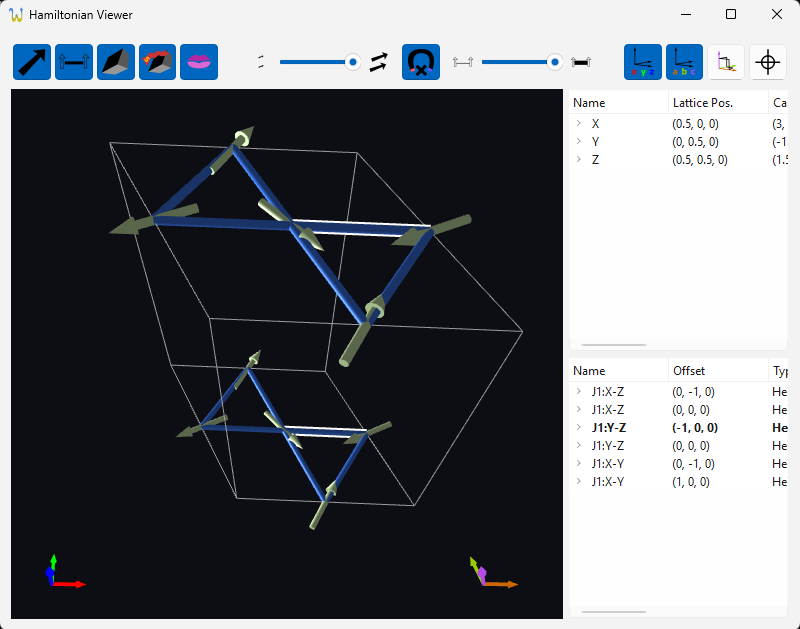 Hamiltonian Viewer
x y z
a b c
Name Lattice Pos. Ca
X (0.5, 0, 0) (3,
Y (0, 0.5, 0) (-1
Z (0.5, 0.5, 0) (1.5
Name Offset Typ
J1:X-Z (0, -1, 0) He
J1:X-Z (0, 0, 0) He
J1:Y-Z (-1, 0, 0) He
J1:Y-Z (0, 0, 0) He
J1:X-Y (0, -1, 0) He
J1:X-Y (1, 0, 0) He